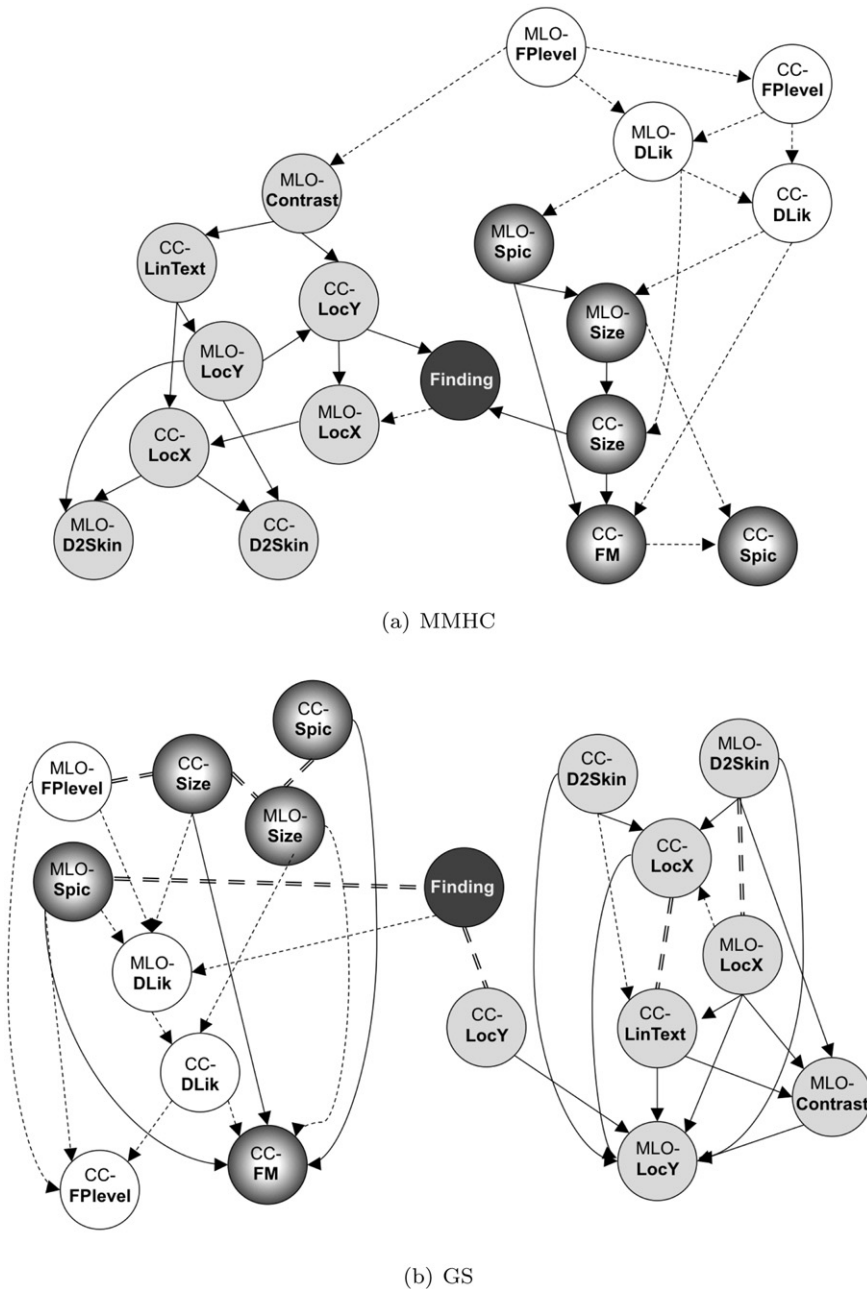 MLO-
FPlevel
CC-
FPlevel
MLO-
DLik
CC-
DLik
MLO-
Contrast
CC-
LinText
MLO-
Spic
CC-
LocY
MLO-
Size
MLO-
LocY
Finding
MLO-
LocX
CC-
LocX
CC-
Size
MLO-
D2Skin
CC-
D2Skin
CC-
FM
CC-
Spic
(a) MMHC
CC-
Spic
MLO-
FPlevel
CC-
Size
MLO-
Size
CC-
D2Skin
MLO-
D2Skin
MLO-
Spic
Finding
CC-
LocX
MLO-
DLik
MLO-
LocX
CC-
LocY
CC-
LinText
CC-
DLik
MLO-
Contrast
CC-
FPlevel
CC-
FM
MLO-
LocY
(b) GS